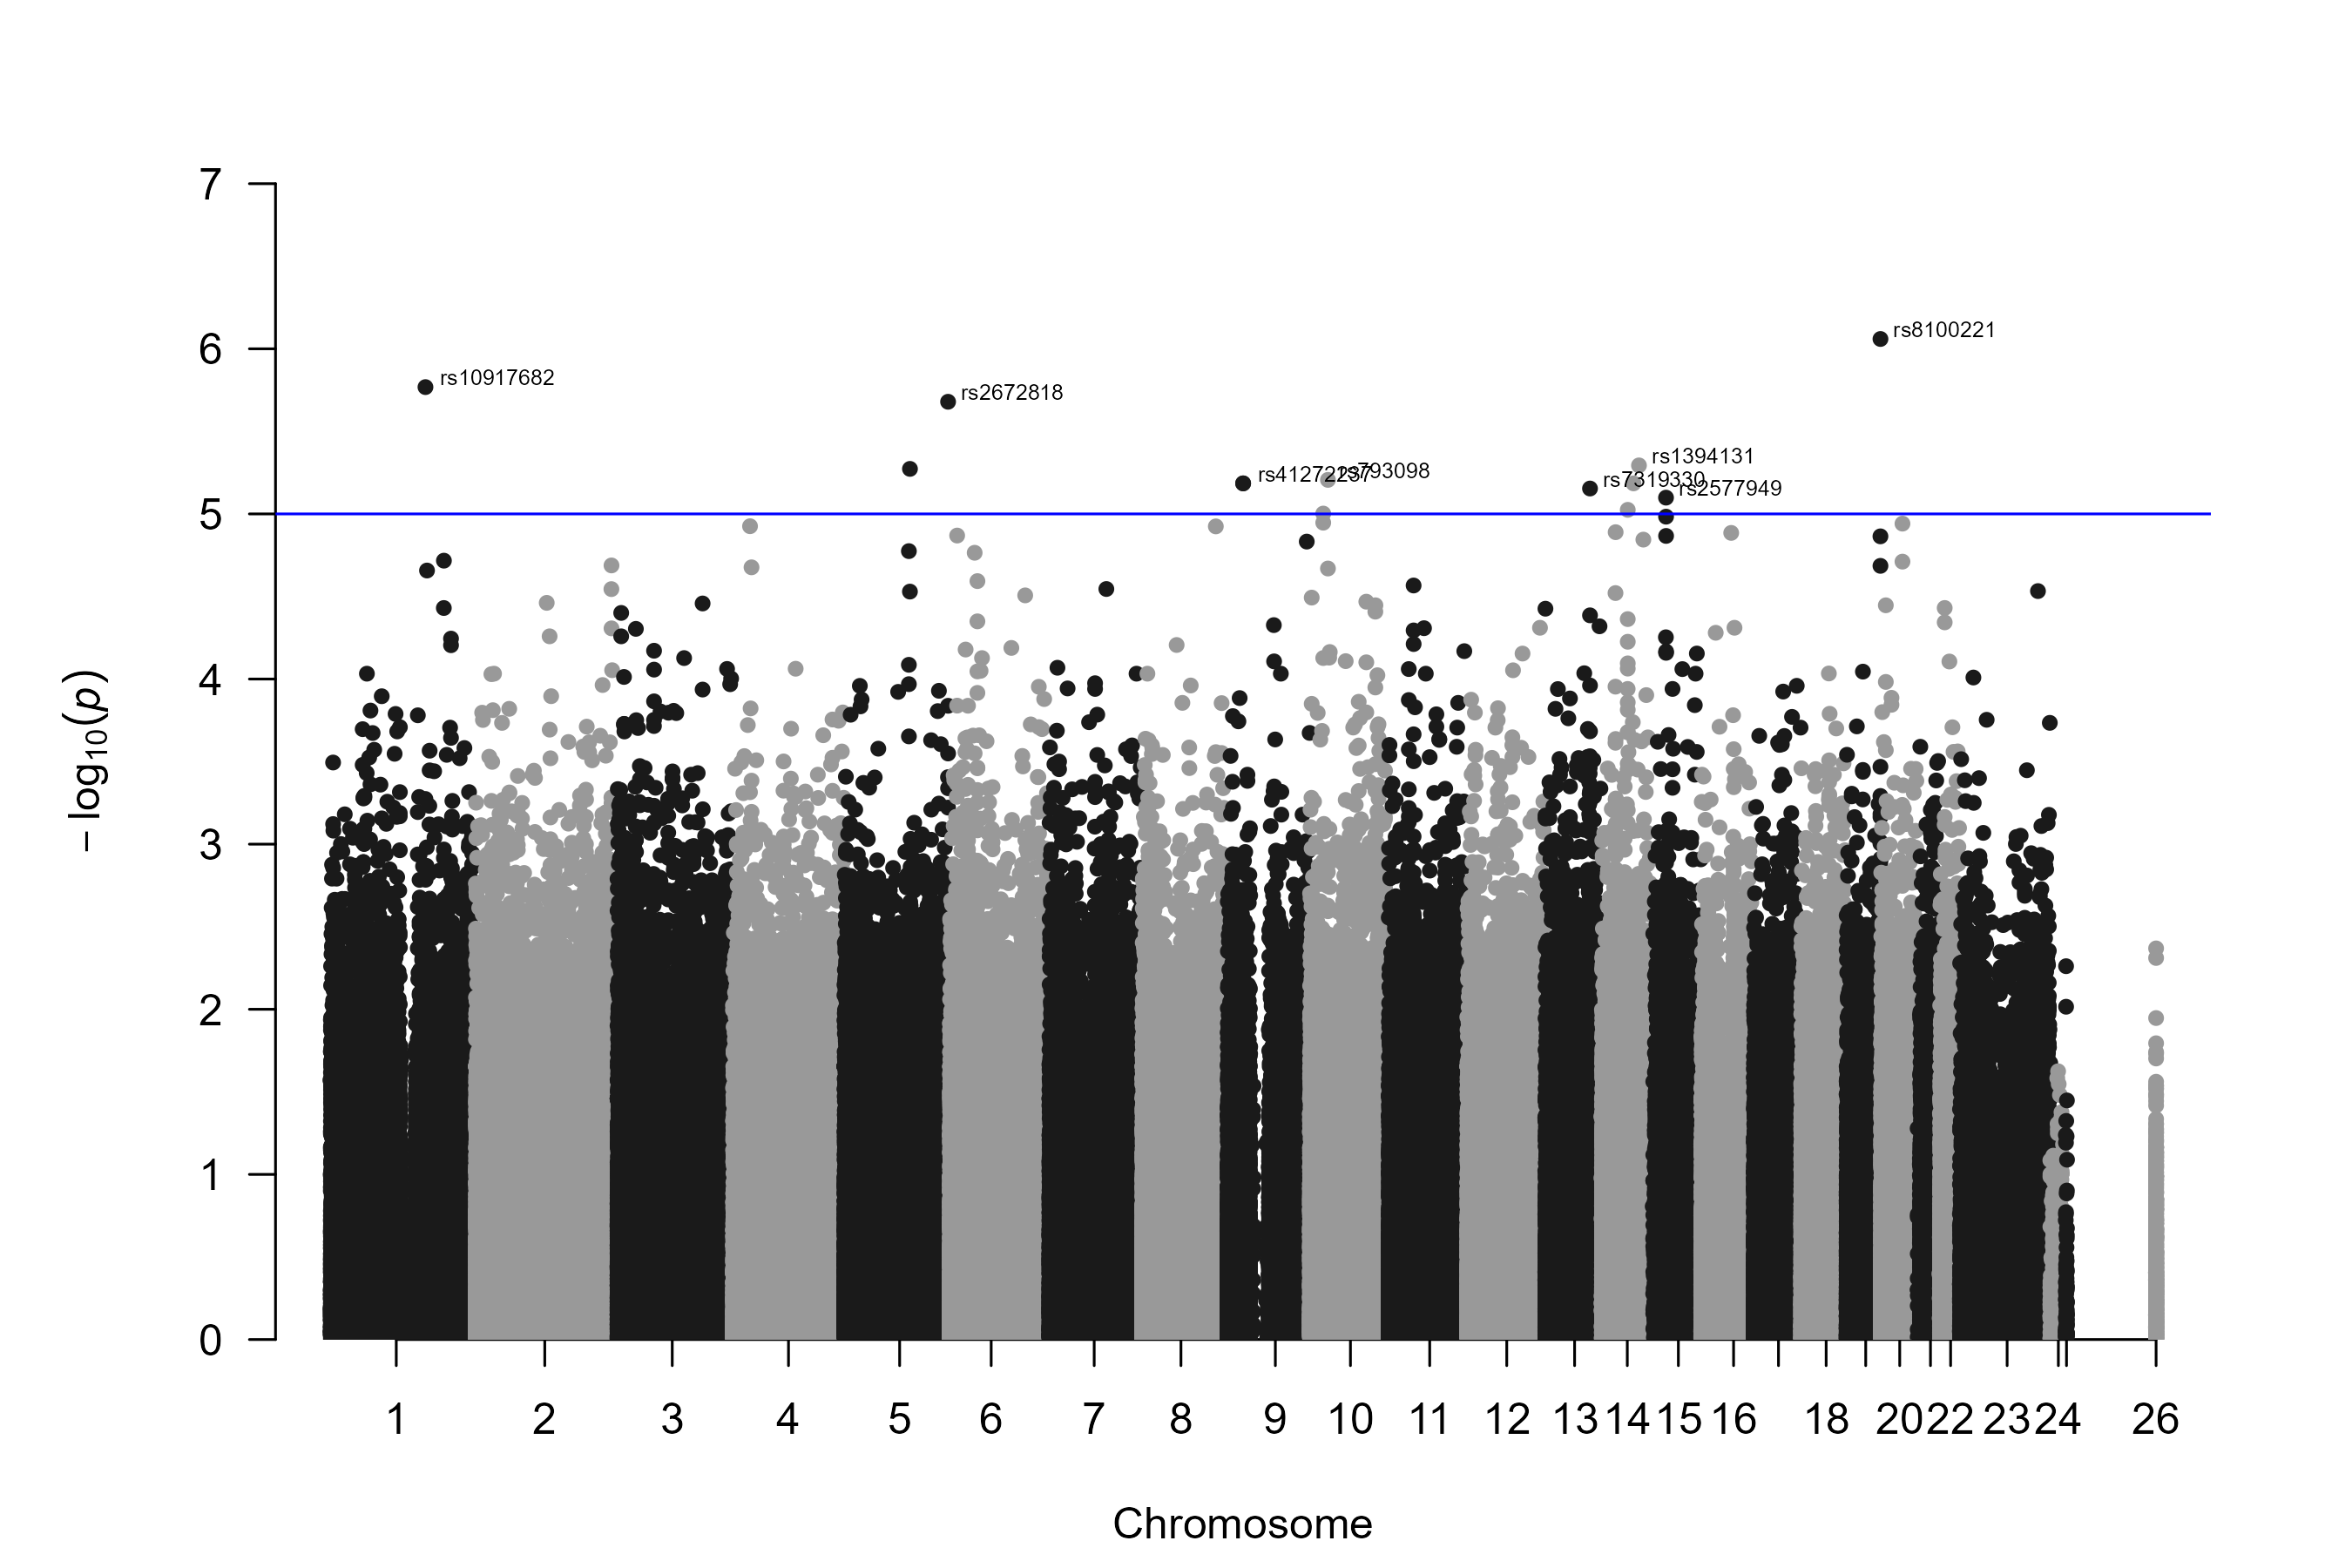 7
6
5
4
3
2
1
0
− log10(p)
rs8100221
rs10917682
rs2672818
rs1394131
rs41272237
rs793098
rs7319330
rs2577949
1 2 3 4 5 6 7 8 9 10 11 12 13 14 15 16 18 20 22 23 24 26
Chromosome